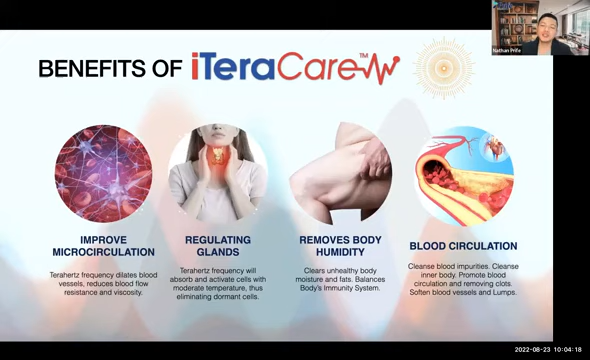 BENEFITS OF iTeraCare™
Nathan Prife
IMPROVE
MICROCIRCULATION
Terahertz frequency dilates blood
vessels, reduces blood flow
resistance and viscosity.
REGULATING
GLANDS
Terahertz frequency will
absorb and activate cells with
moderate temperature, thus
eliminating dormant cells.
REMOVES BODY
HUMIDITY
Clears unhealthy body
moisture and fats. Balances
Body's Immunity System.
BLOOD CIRCULATION
Cleanse blood impurities. Cleanse
inner body. Promote blood
circulation and removing clots.
Soften blood vessels and Lumps.
2022-08-23 10:04:18